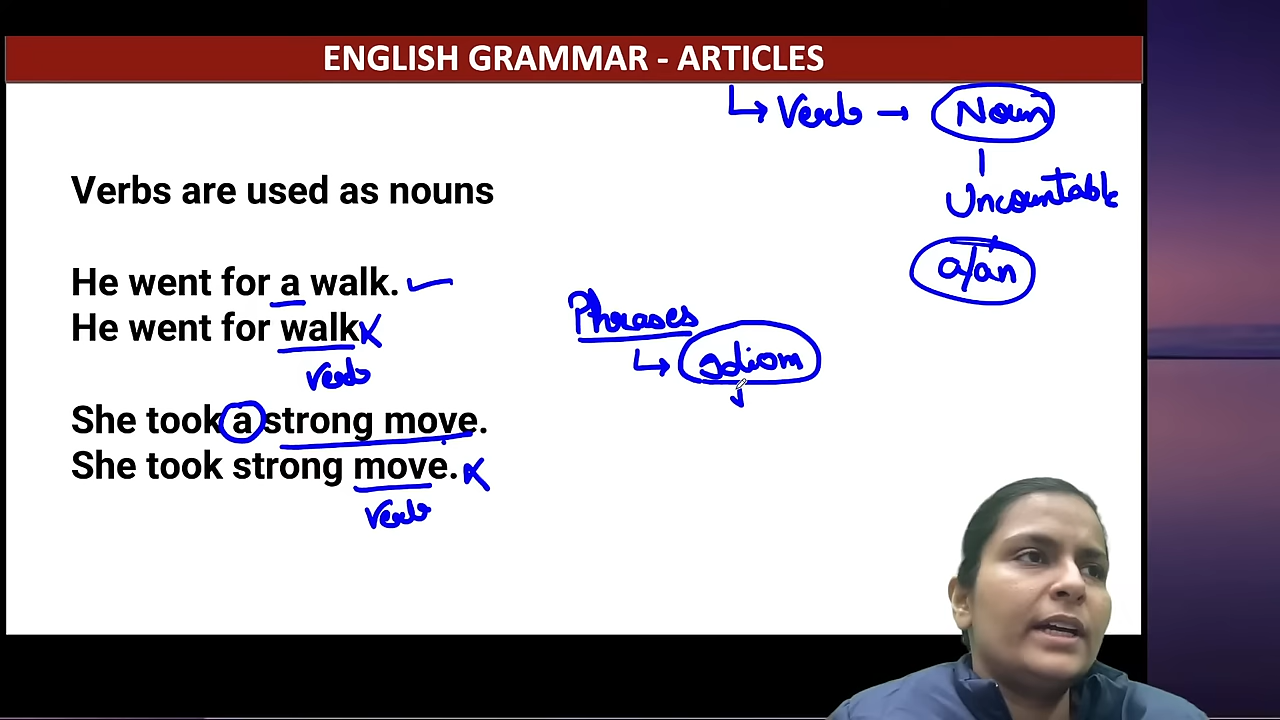 ENGLISH GRAMMAR - ARTICLES
Verb → Noun
Verbs are used as nouns
Uncountable
a/an
He went for a walk.
He went for walk
Verb
Phrases
Idiom
She took a strong move.
She took strong move.
Verb